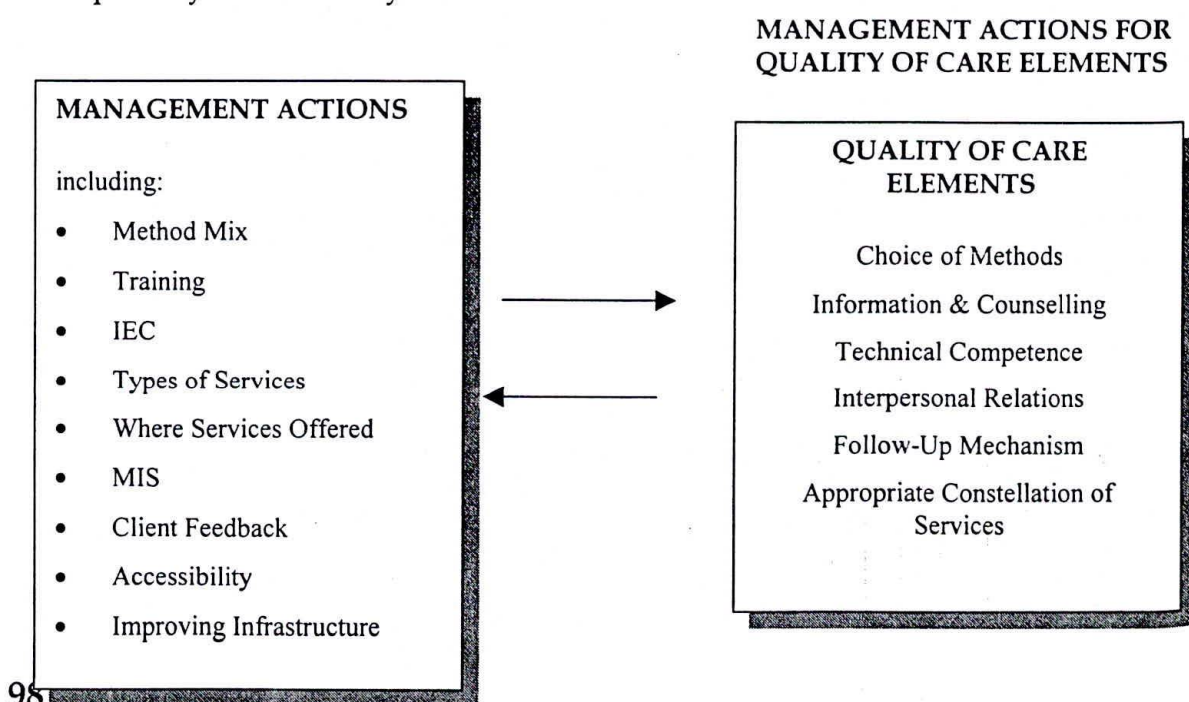 MANAGEMENT ACTIONS FOR
QUALITY OF CARE ELEMENTS
MANAGEMENT ACTIONS
including:
• Method Mix
• Training
• IEC
• Types of Services
• Where Services Offered
• MIS
• Client Feedback
• Accessibility
• Improving Infrastructure
QUALITY OF CARE
ELEMENTS
Choice of Methods
Information & Counselling
Technical Competence
Interpersonal Relations
Follow-Up Mechanism
Appropriate Constellation of
Services
98